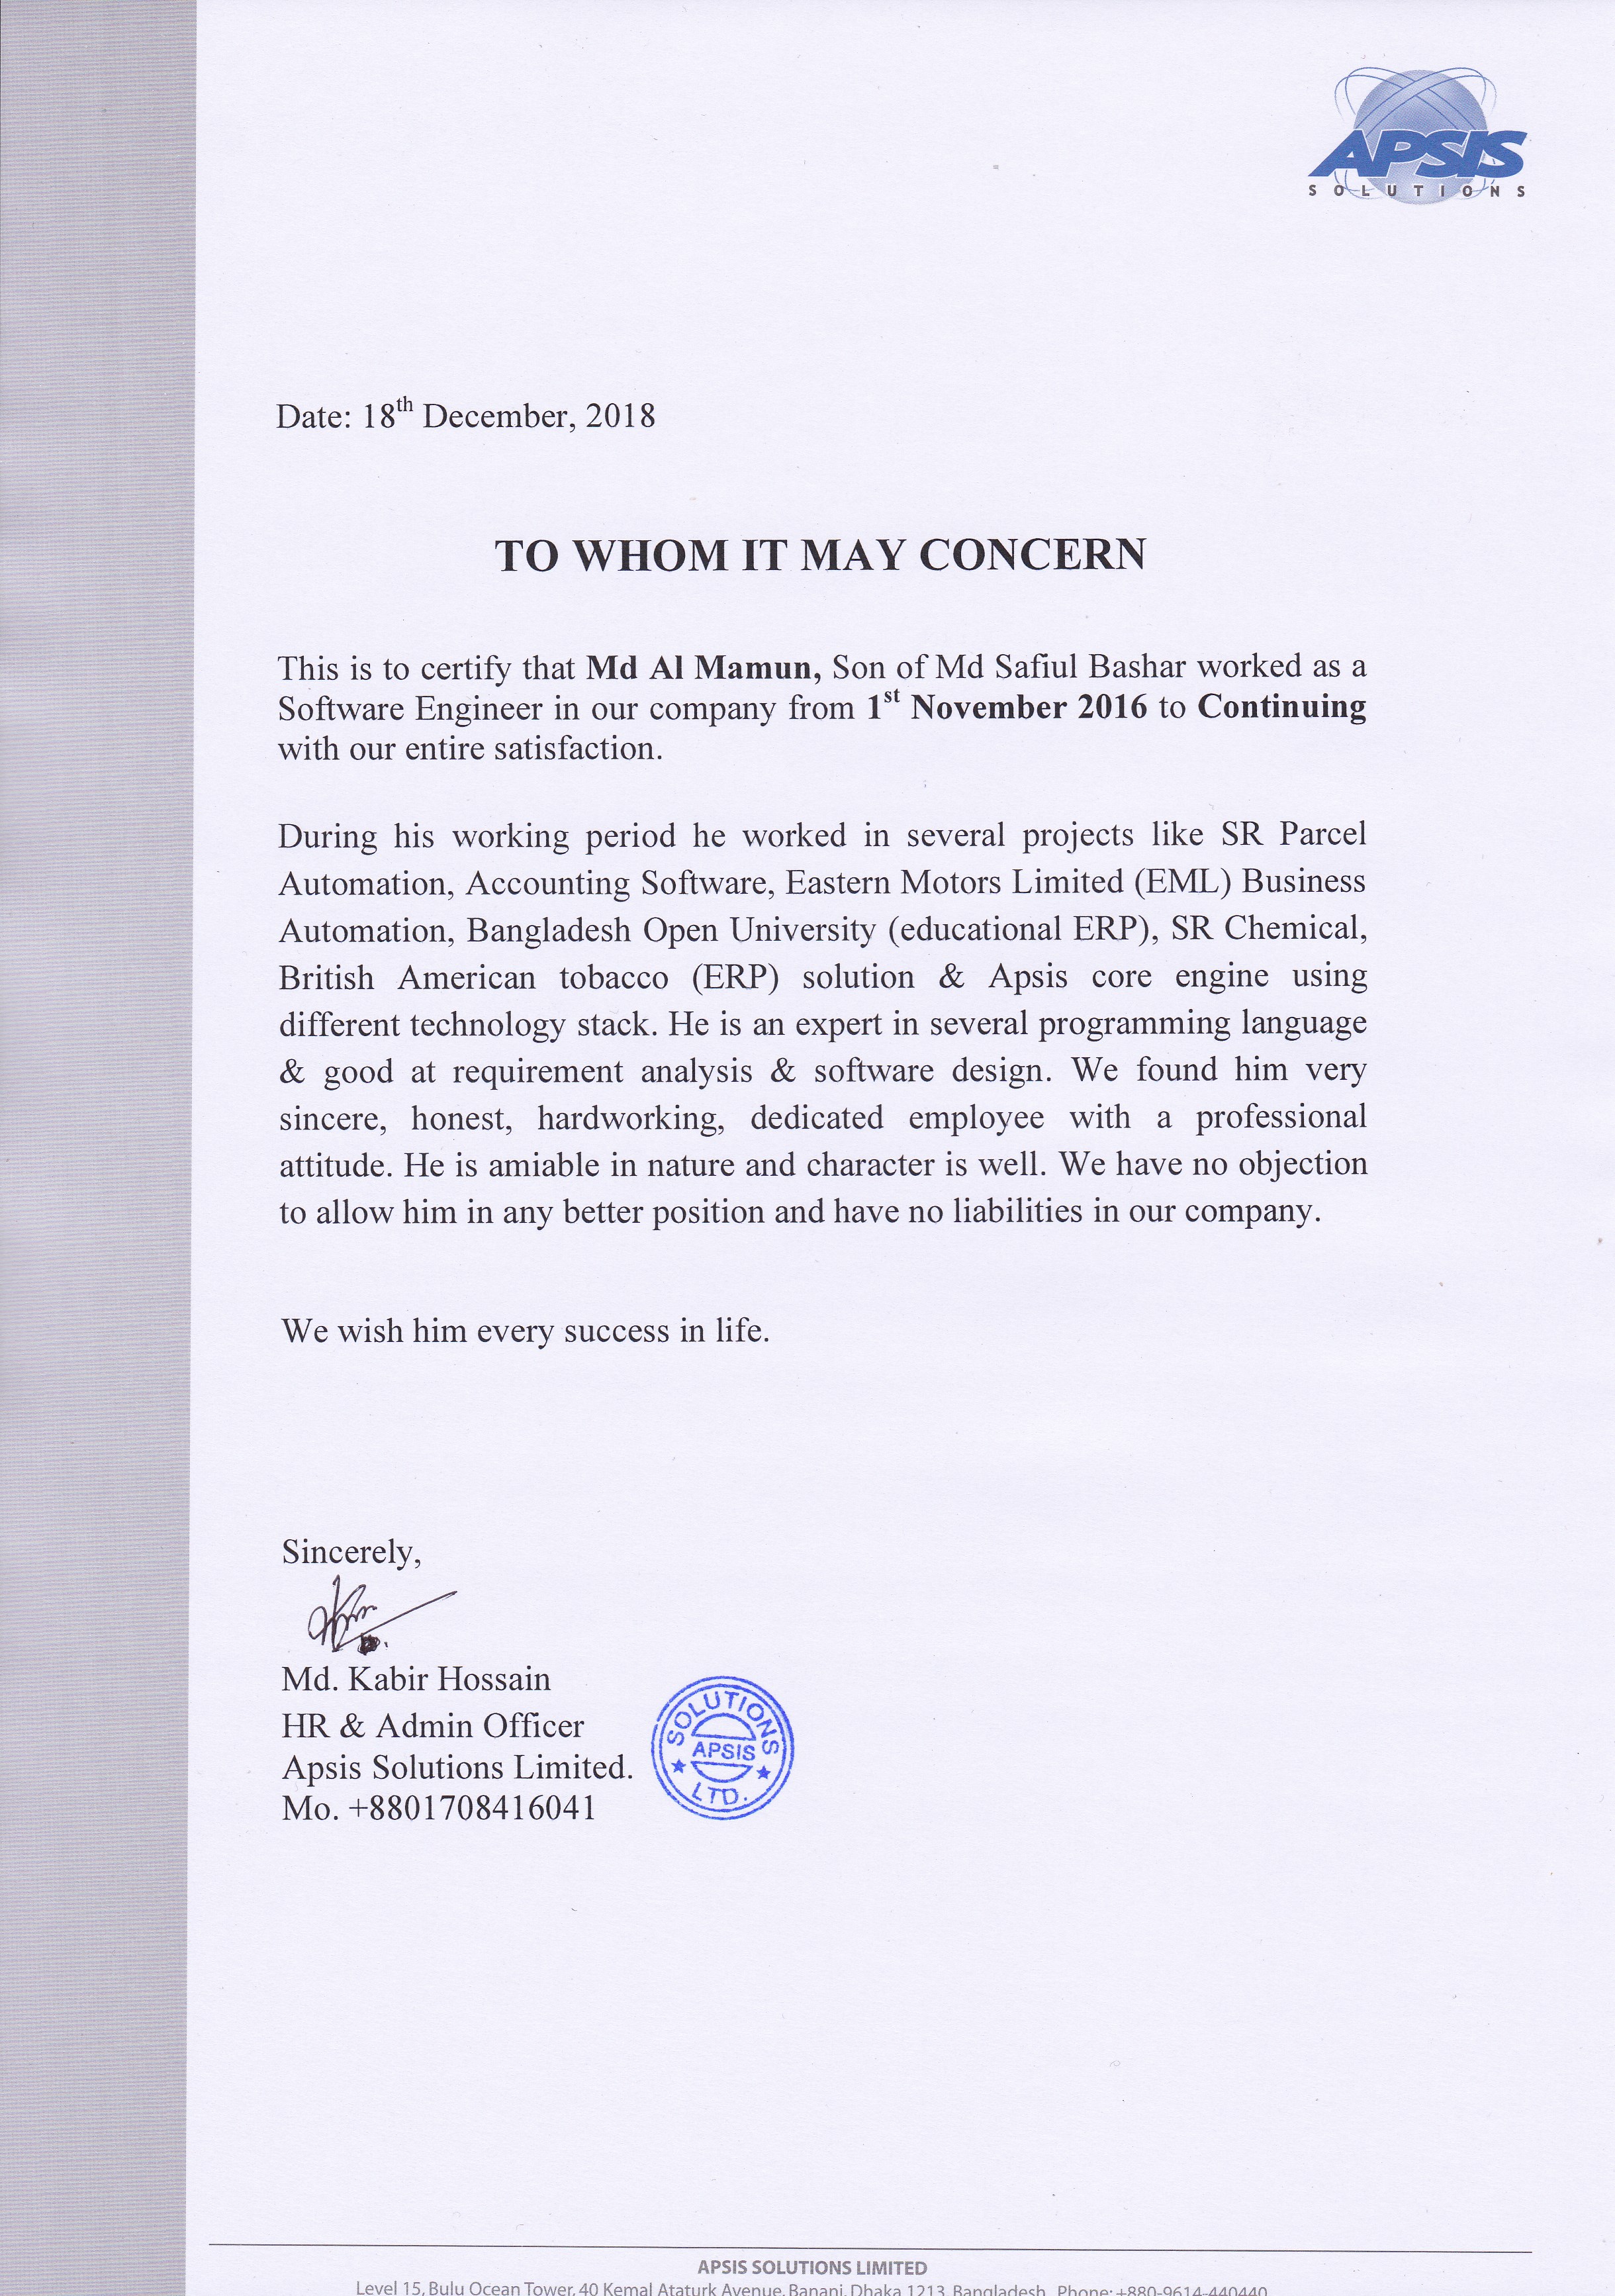 APSIS
SOLUTIONS
Date: 18th December, 2018
TO WHOM IT MAY CONCERN
This is to certify that Md Al Mamun, Son of Md Safiul Bashar worked as a
Software Engineer in our company from 1st November 2016 to Continuing
with our entire satisfaction.
During his working period he worked in several projects like SR Parcel
Automation, Accounting Software, Eastern Motors Limited (EML) Business
Automation, Bangladesh Open University (educational ERP), SR Chemical,
British American tobacco (ERP) solution & Apsis core engine using
different technology stack. He is an expert in several programming language
& good at requirement analysis & software design. We found him very
sincere, honest, hardworking, dedicated employee with a professional
attitude. He is amiable in nature and character is well. We have no objection
to allow him in any better position and have no liabilities in our company.
We wish him every success in life.
Sincerely,
Md. Kabir Hossain
HR & Admin Officer
Apsis Solutions Limited.
Mo. +8801708416041
SOLUTIONS
APSIS
LTD.
APSIS SOLUTIONS LIMITED
Level 15, Bulu Ocean Tower, 40 Kemal Ataturk Avenue, Banani, Dhaka 1213, Bangladesh Phone: +880-9614-440440